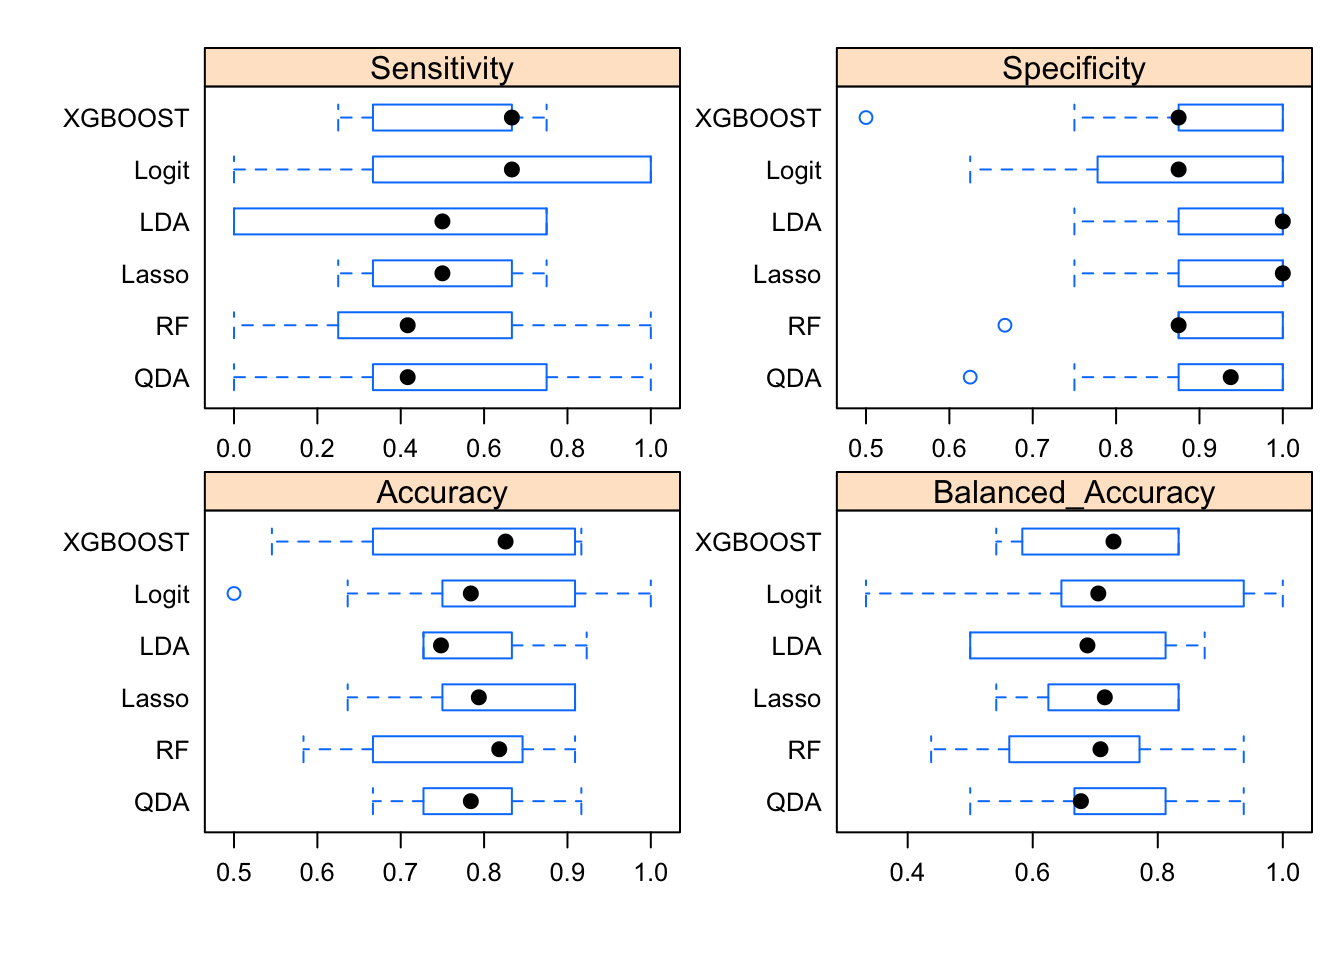 Sensitivity
XGBOOST
Logit
LDA
Lasso
RF
QDA
0.0 0.2 0.4 0.6 0.8 1.0
Specificity
XGBOOST
Logit
LDA
Lasso
RF
QDA
0.5 0.6 0.7 0.8 0.9 1.0
Accuracy
XGBOOST
Logit
LDA
Lasso
RF
QDA
0.5 0.6 0.7 0.8 0.9 1.0
Balanced_Accuracy
XGBOOST
Logit
LDA
Lasso
RF
QDA
0.4 0.6 0.8 1.0